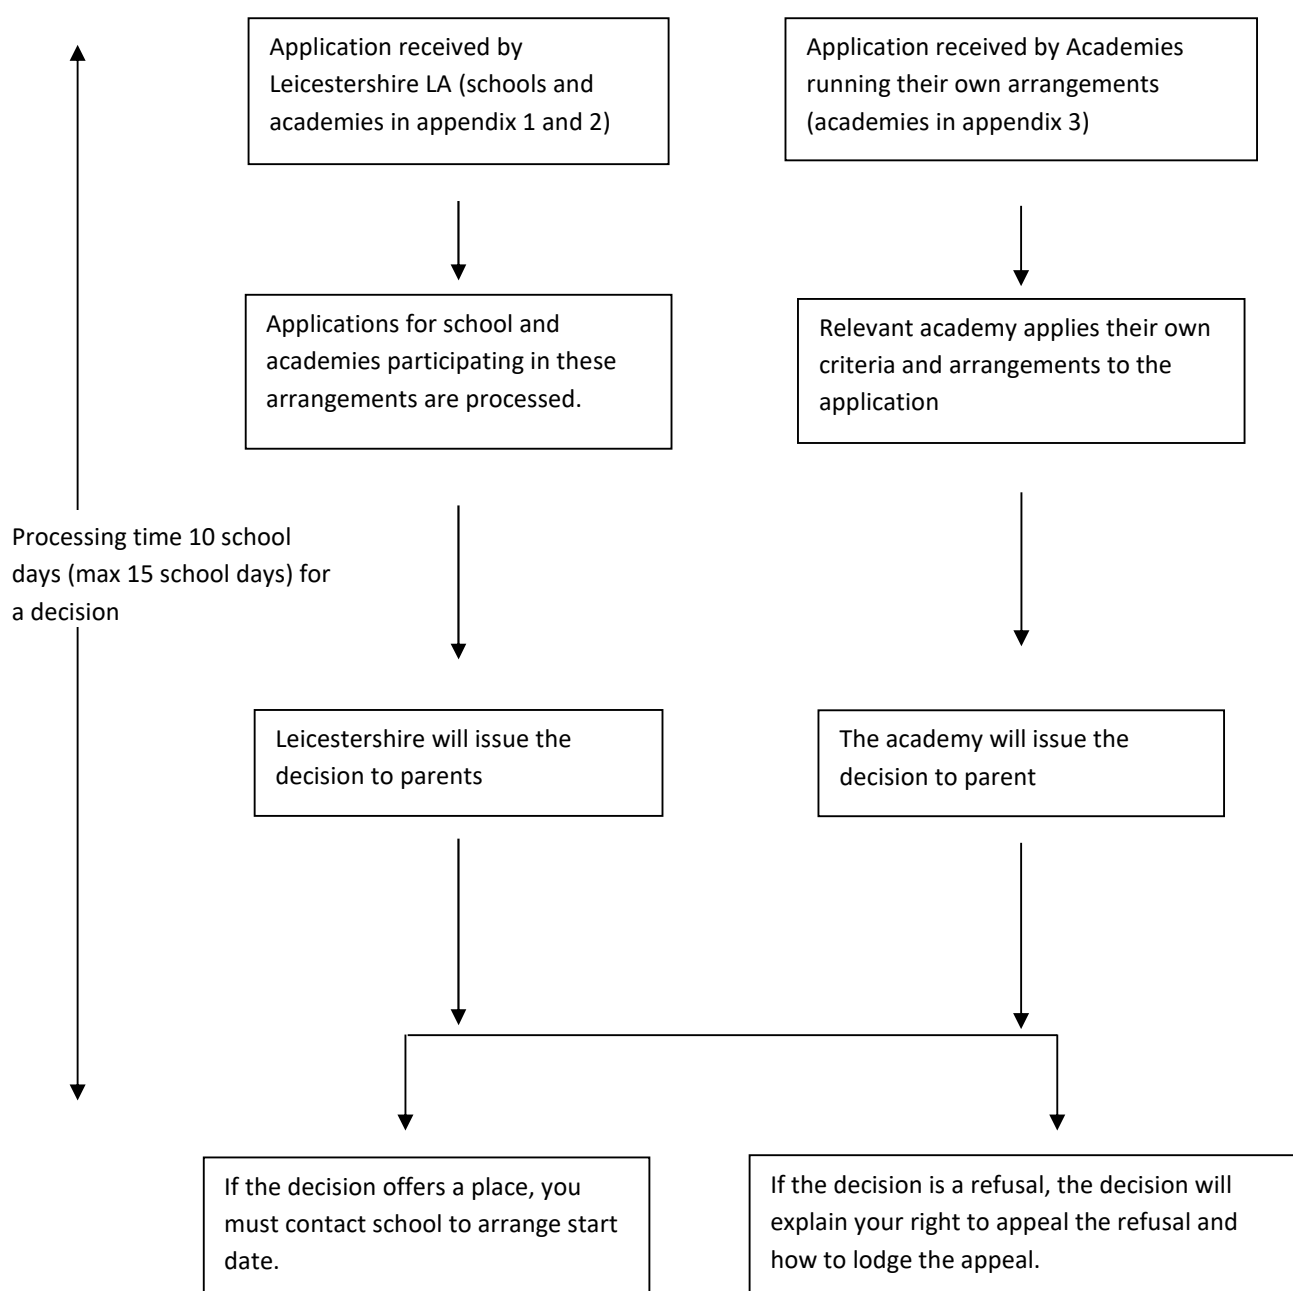 Application received by
Leicestershire LA (schools and
academies in appendix 1 and 2)
Application received by Academies
running their own arrangements
(academies in appendix 3)
Applications for school and
academies participating in these
arrangements are processed.
Relevant academy applies their own
criteria and arrangements to the
application
Processing time 10 school
days (max 15 school days) for
a decision
Leicestershire will issue the
decision to parents
The academy will issue the
decision to parent
If the decision offers a place, you
must contact school to arrange start
date.
If the decision is a refusal, the decision will
explain your right to appeal the refusal and
how to lodge the appeal.